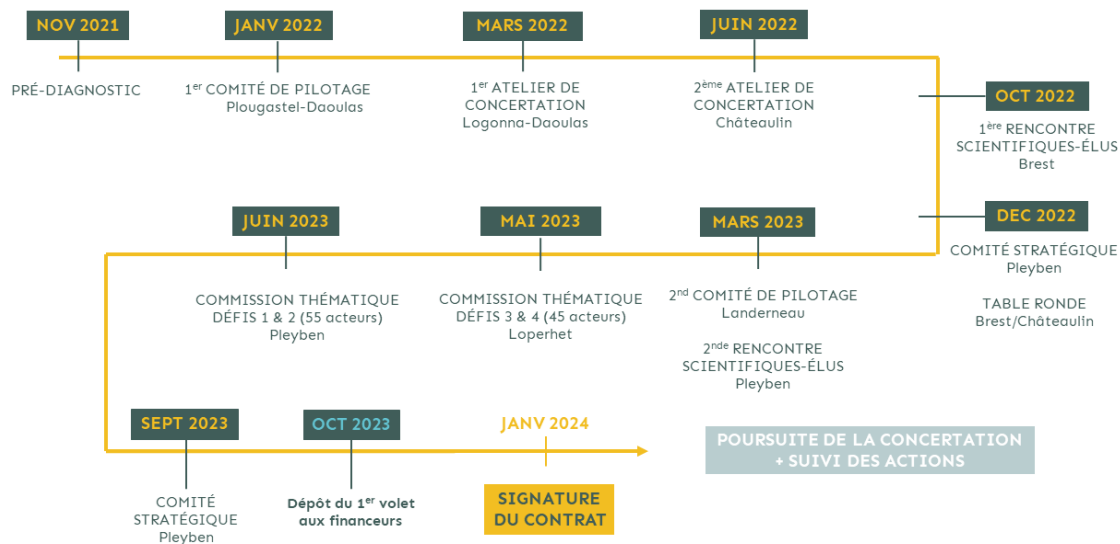 NOV 2021
PRÉ-DIAGNOSTIC
JANV 2022
1er COMITÉ DE PILOTAGE
Plougastel-Daoulas
MARS 2022
1er ATELIER DE
CONCERTATION
Logonna-Daoulas
JUIN 2022
2ème ATELIER DE
CONCERTATION
Châteaulin
OCT 2022
1ère RENCONTRE
SCIENTIFIQUES-ÉLUS
Brest
DEC 2022
COMITÉ STRATÉGIQUE
Pleyben
TABLE RONDE
Brest/Châteaulin
MARS 2023
2nd COMITÉ DE PILOTAGE
Landerneau
2nde RENCONTRE
SCIENTIFIQUES-ÉLUS
Pleyben
MAI 2023
COMMISSION THÉMATIQUE
DÉFIS 3 & 4 (45 acteurs)
Loperhet
JUIN 2023
COMMISSION THÉMATIQUE
DÉFIS 1 & 2 (55 acteurs)
Pleyben
SEPT 2023
COMITÉ
STRATÉGIQUE
Pleyben
OCT 2023
Dépôt du 1er volet
aux financeurs
JANV 2024
SIGNATURE
DU CONTRAT
POURSUITE DE LA CONCERTATION
+ SUIVI DES ACTIONS